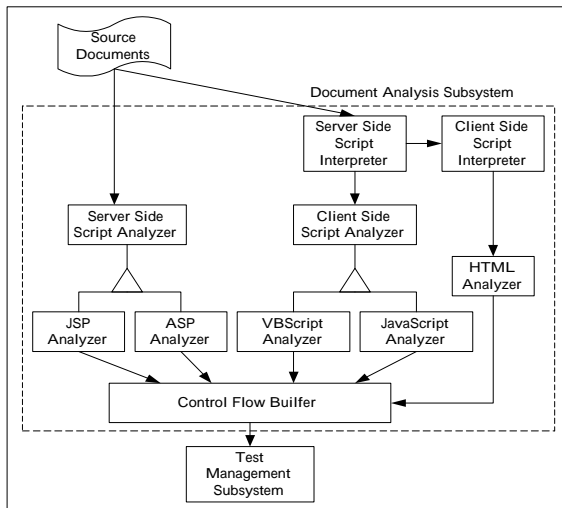 Source
Documents
Document Analysis Subsystem
Server Side
Script
Interpreter
Client Side
Script
Interpreter
Server Side
Script Analyzer
Client Side
Script Analyzer
HTML
Analyzer
JSP
Analyzer
ASP
Analyzer
VBScript
Analyzer
JavaScript
Analyzer
Control Flow Builfer
Test
Management
Subsystem